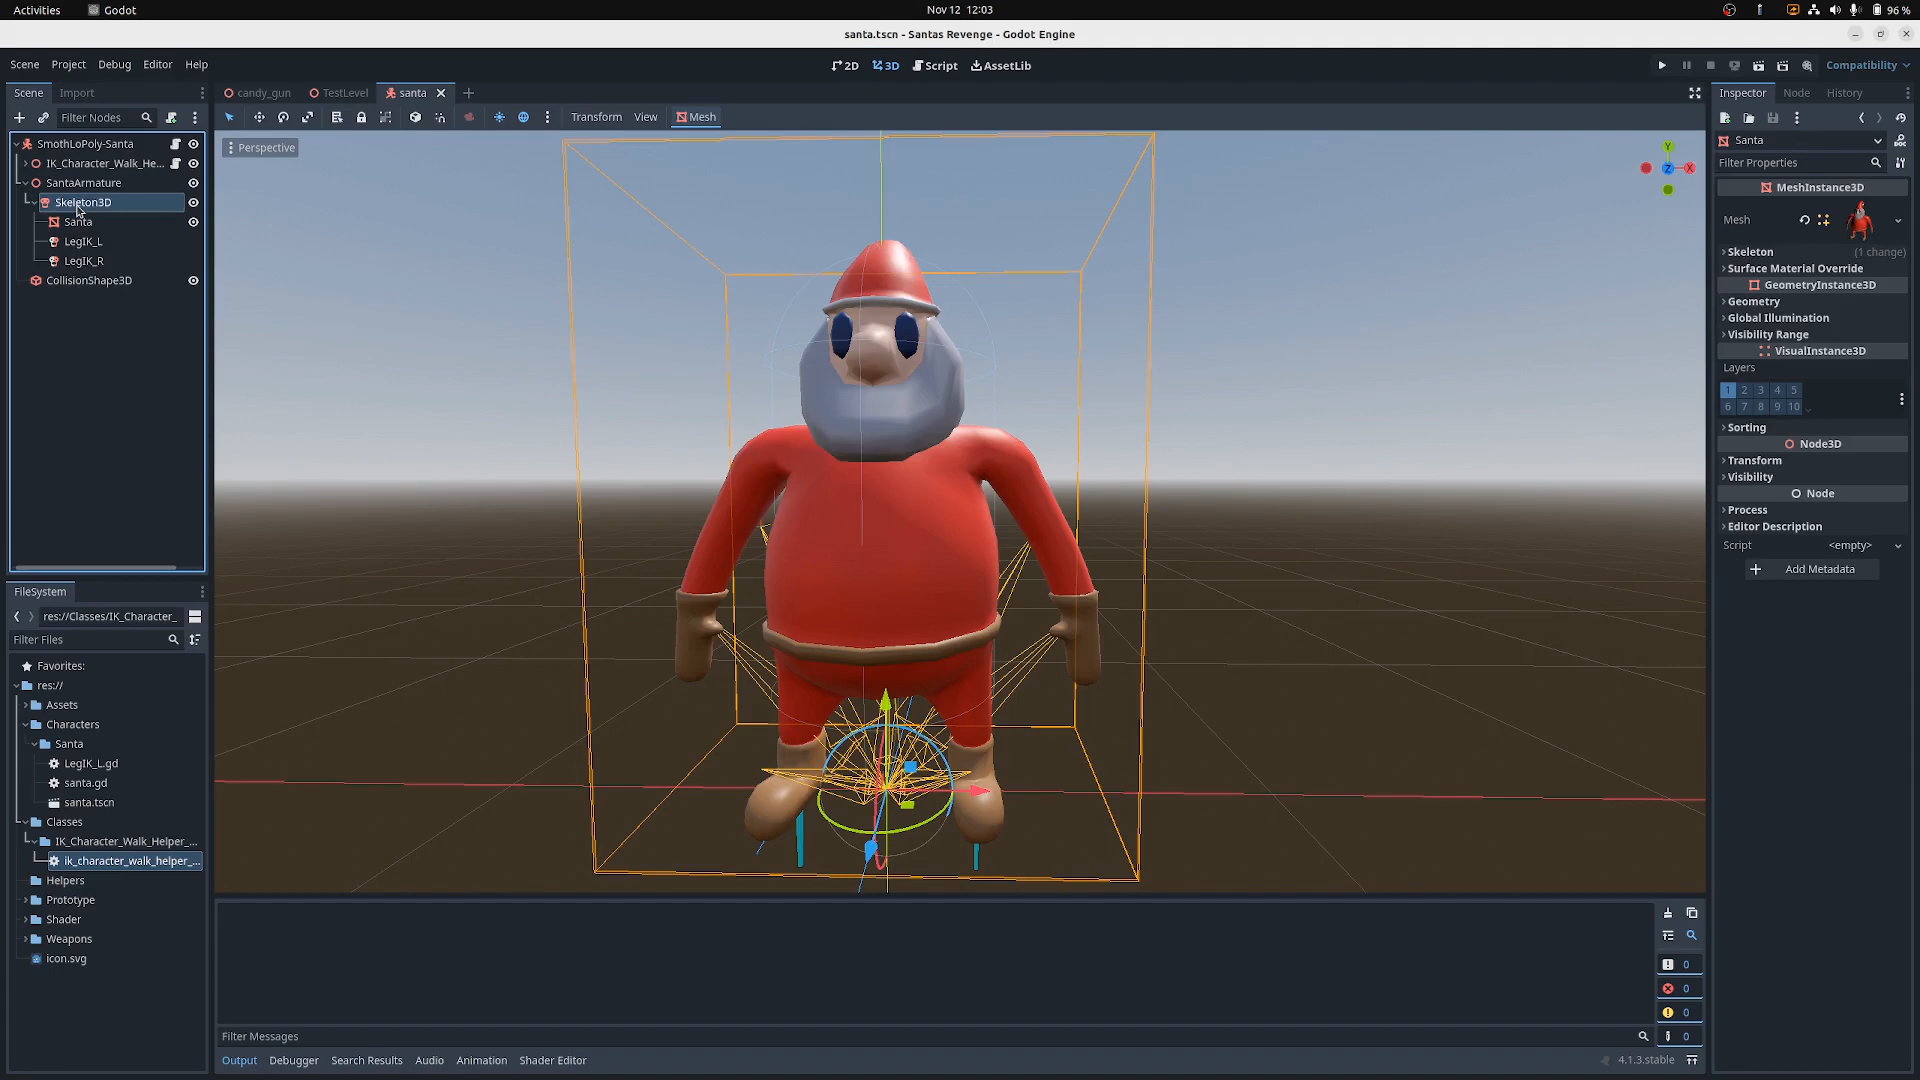 Activities
Godot
Nov 12 12:03
96 %
santa.tscn - Santas Revenge - Godot Engine
Scene
Project
Debug
Editor
Help
2D
3D
Script
AssetLib
Compatibility
Scene
Import
candy_gun
TestLevel
santa
Inspector
Node
History
Filter Nodes
Transform
View
Mesh
SmothLoPoly-Santa
IK_Character_Walk_He...
SantaArmature
Skeleton3D
Santa
LegIK_L
LegIK_R
CollisionShape3D
Perspective
Y
Z
X
Santa
Filter Properties
MeshInstance3D
Mesh
Skeleton
(1 change)
Surface Material Override
GeometryInstance3D
Geometry
Global Illumination
Visibility Range
VisualInstance3D
Layers
1 2 3 4 5
6 7 8 9 10
Sorting
Node3D
Transform
Visibility
Node
Process
Editor Description
Script
<empty>
Add Metadata
FileSystem
res://Classes/IK_Character_
Filter Files
Favorites:
res://
Assets
Characters
Santa
LegIK_L.gd
santa.gd
santa.tscn
Classes
IK_Character_Walk_Helper_...
ik_character_walk_helper_...
Helpers
Prototype
Shader
Weapons
icon.svg
0
0
0
0
Filter Messages
Output
Debugger
Search Results
Audio
Animation
Shader Editor
4.1.3.stable